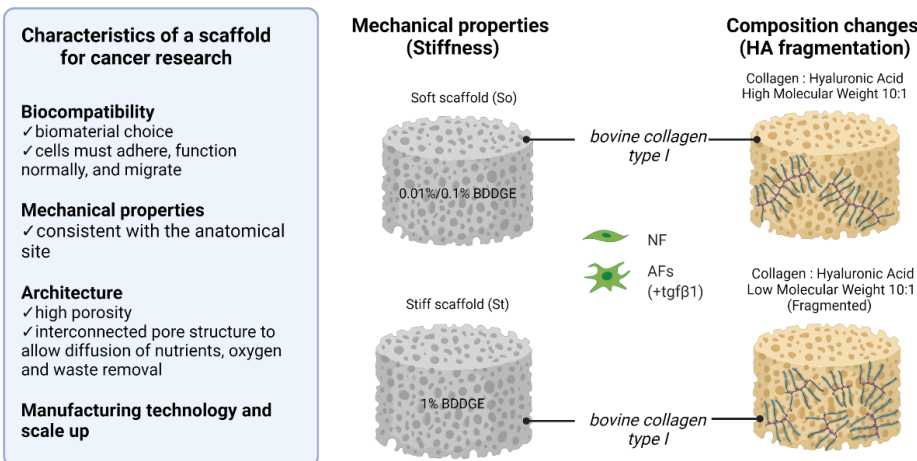 Characteristics of a scaffold
for cancer research
Biocompatibility
✓biomaterial choice
✓cells must adhere, function
normally, and migrate
Mechanical properties
✓consistent with the anatomical
site
Architecture
✓high porosity
✓interconnected pore structure to
allow diffusion of nutrients, oxygen
and waste removal
Manufacturing technology and
scale up
Mechanical properties
(Stiffness)
Soft scaffold (So)
0.01%/0.1% BDDGE
Stiff scaffold (St)
1% BDDGE
bovine collagen
type I
NF
AFs
(+tgfβ1)
bovine collagen
type I
Composition changes
(HA fragmentation)
Collagen : Hyaluronic Acid
High Molecular Weight 10:1
Collagen : Hyaluronic Acid
Low Molecular Weight 10:1
(Fragmented)